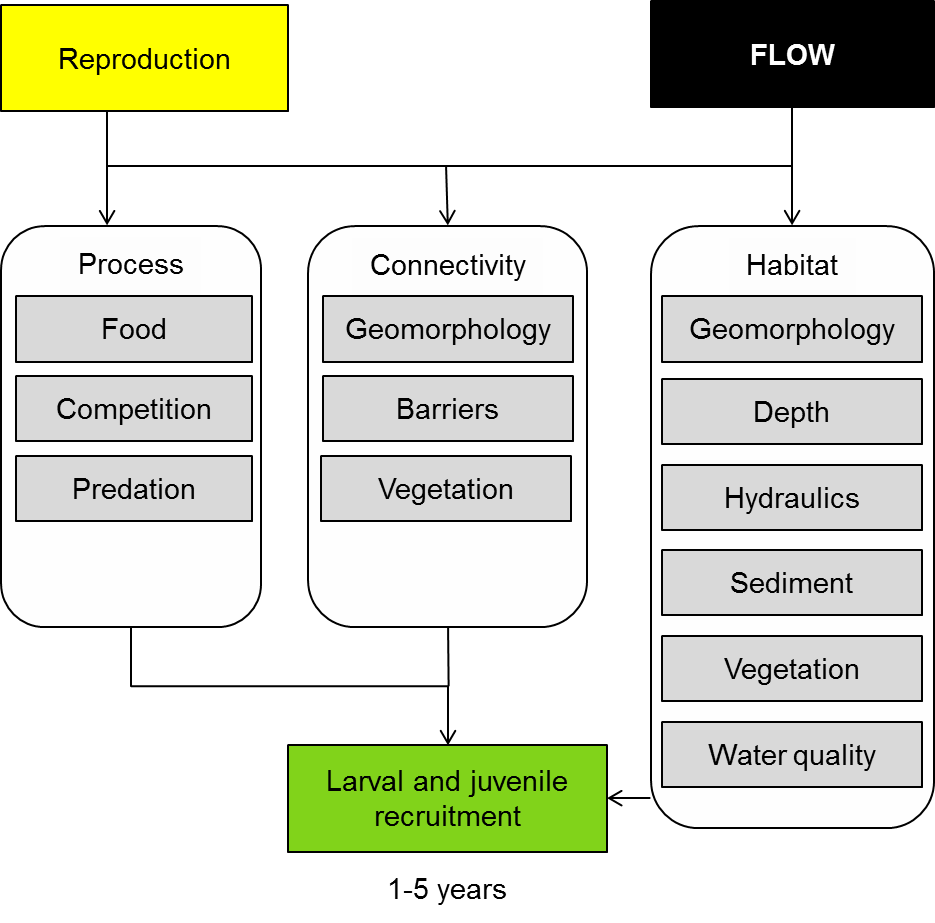 Reproduction
FLOW
Process
Food
Competition
Predation
Connectivity
Geomorphology
Barriers
Vegetation
Habitat
Geomorphology
Depth
Hydraulics
Sediment
Vegetation
Water quality
Larval and juvenile
recruitment
1-5 years